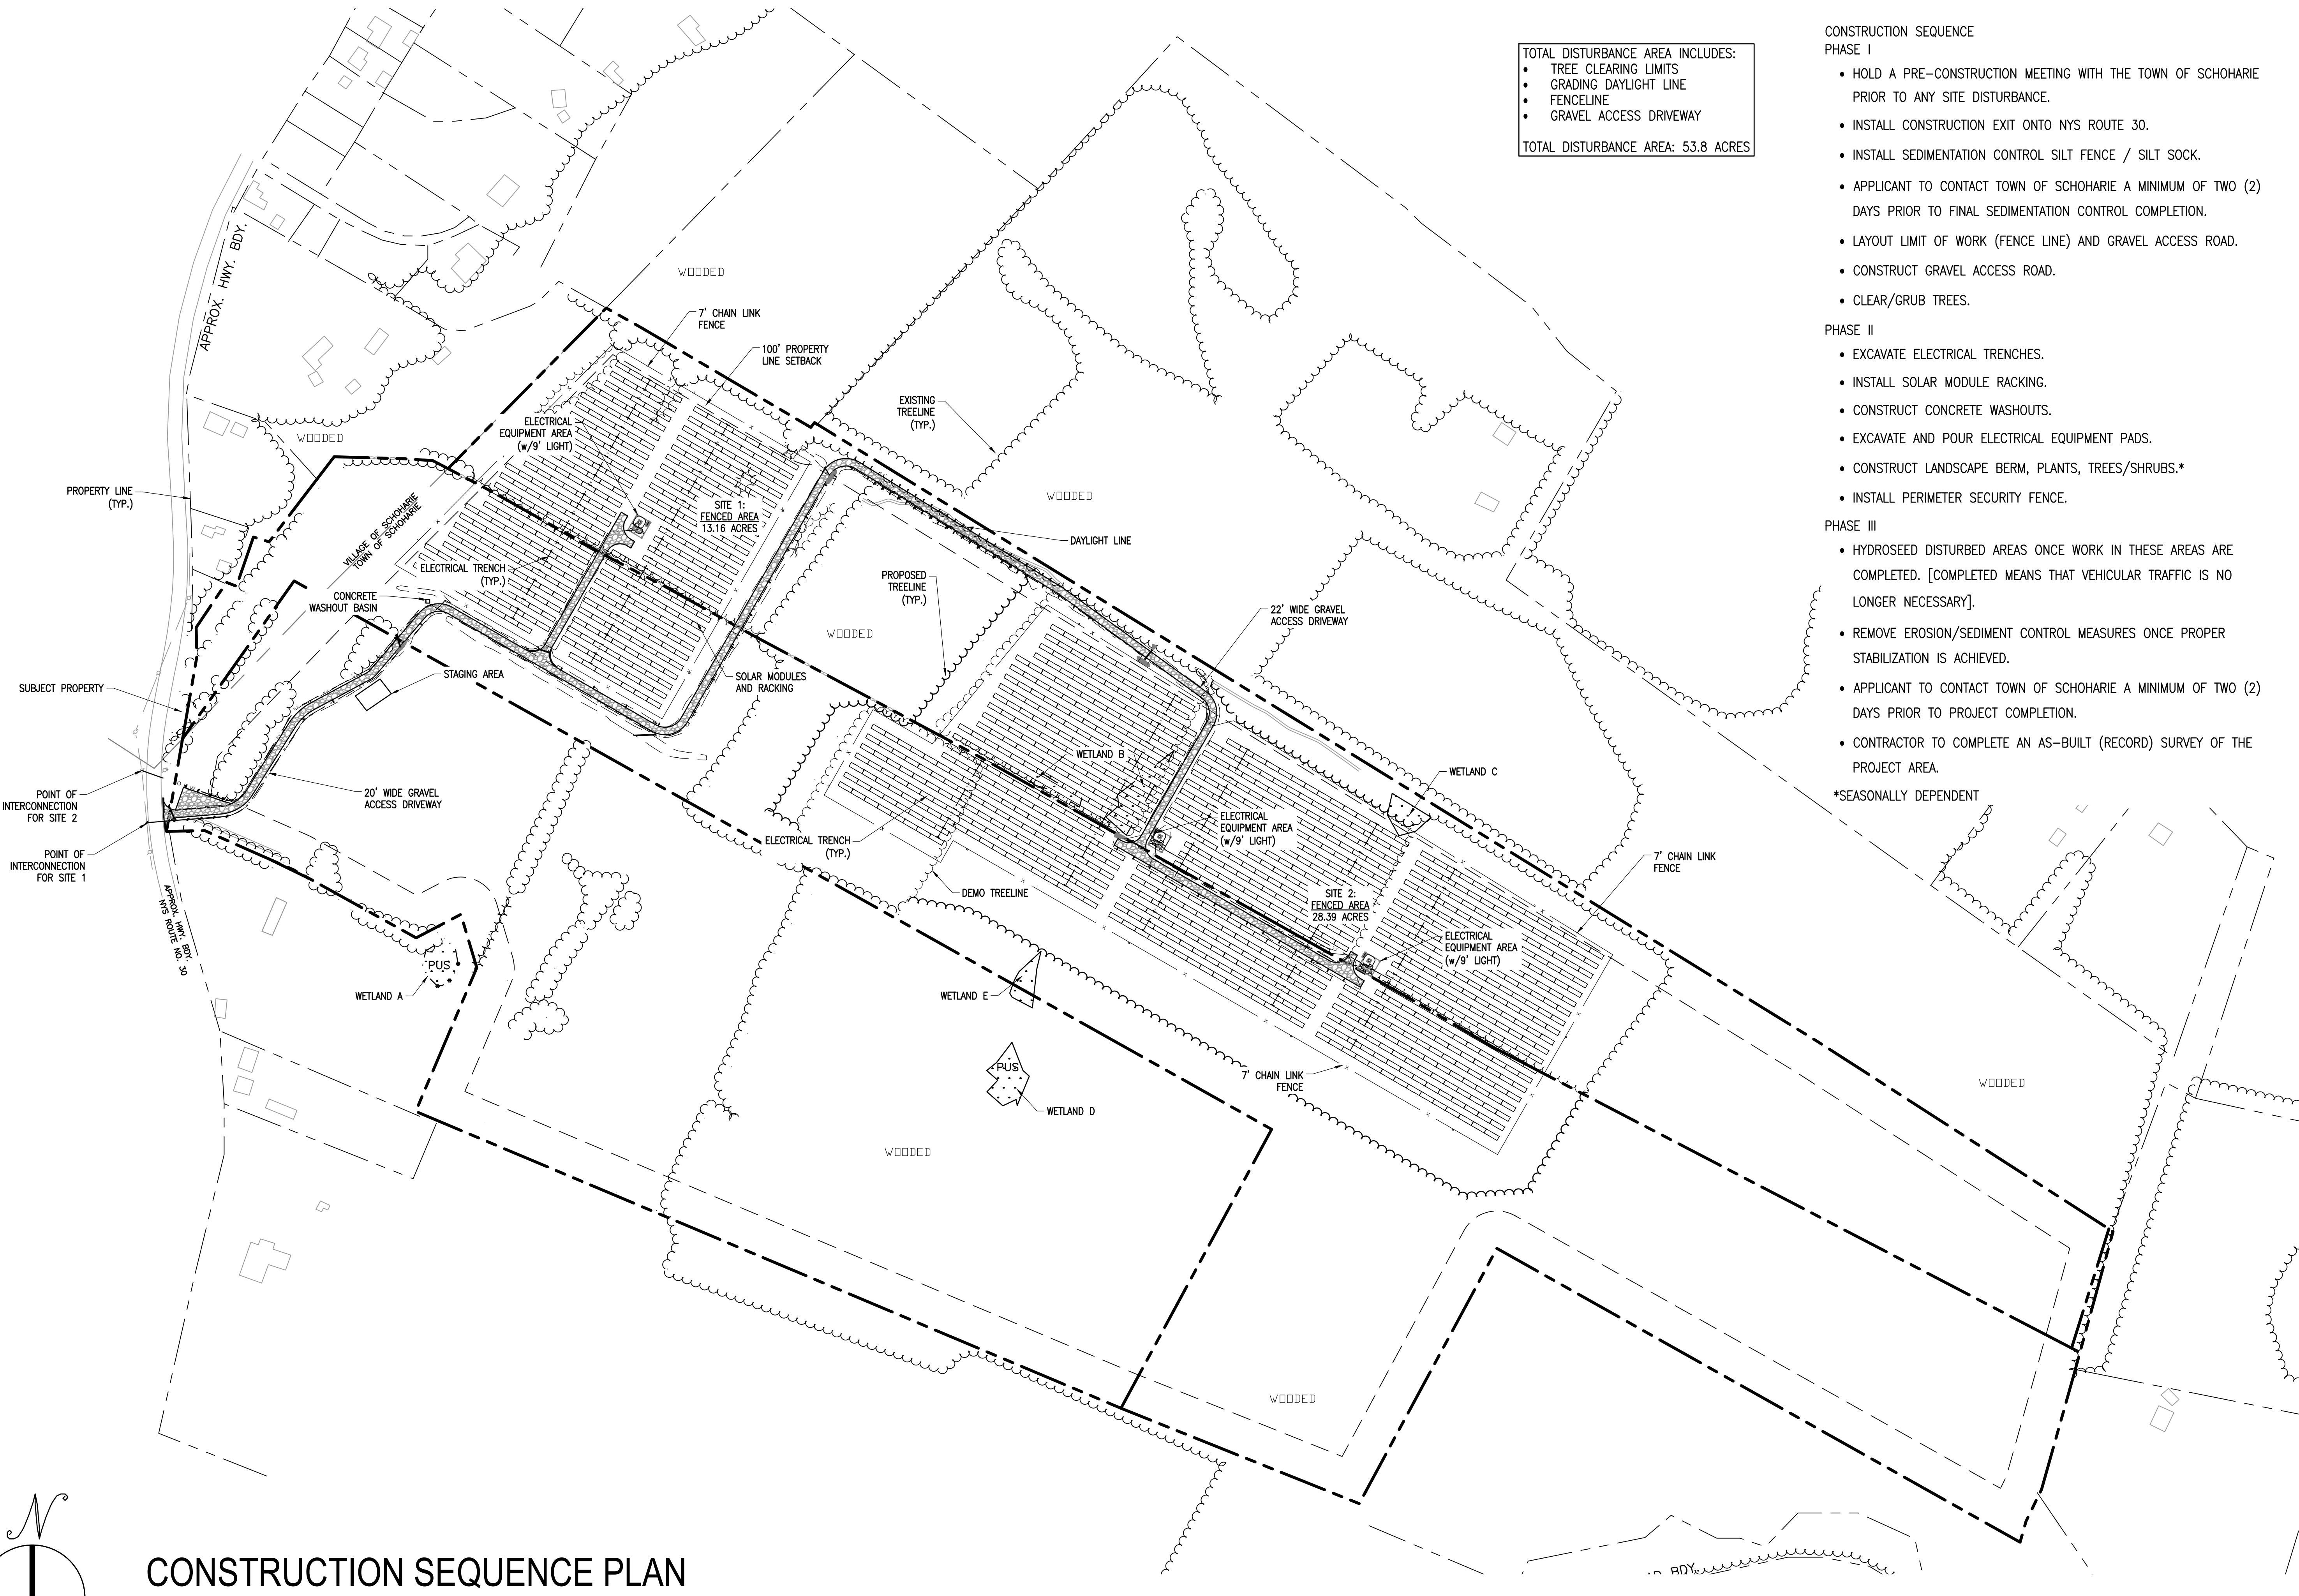 TOTAL DISTURBANCE AREA INCLUDES:
• TREE CLEARING LIMITS
• GRADING DAYLIGHT LINE
• FENCELINE
• GRAVEL ACCESS DRIVEWAY
TOTAL DISTURBANCE AREA: 53.8 ACRES
CONSTRUCTION SEQUENCE
PHASE I
• HOLD A PRE-CONSTRUCTION MEETING WITH THE TOWN OF SCHOHARIE
PRIOR TO ANY SITE DISTURBANCE.
• INSTALL CONSTRUCTION EXIT ONTO NYS ROUTE 30.
• INSTALL SEDIMENTATION CONTROL SILT FENCE / SILT SOCK.
• APPLICANT TO CONTACT TOWN OF SCHOHARIE A MINIMUM OF TWO (2)
DAYS PRIOR TO FINAL SEDIMENTATION CONTROL COMPLETION.
• LAYOUT LIMIT OF WORK (FENCE LINE) AND GRAVEL ACCESS ROAD.
• CONSTRUCT GRAVEL ACCESS ROAD.
• CLEAR/GRUB TREES.
PHASE II
• EXCAVATE ELECTRICAL TRENCHES.
• INSTALL SOLAR MODULE RACKING.
• CONSTRUCT CONCRETE WASHOUTS.
• EXCAVATE AND POUR ELECTRICAL EQUIPMENT PADS.
• CONSTRUCT LANDSCAPE BERM, PLANTS, TREES/SHRUBS.*
• INSTALL PERIMETER SECURITY FENCE.
PHASE III
• HYDROSEED DISTURBED AREAS ONCE WORK IN THESE AREAS ARE
COMPLETED. [COMPLETED MEANS THAT VEHICULAR TRAFFIC IS NO
LONGER NECESSARY].
• REMOVE EROSION/SEDIMENT CONTROL MEASURES ONCE PROPER
STABILIZATION IS ACHIEVED.
• APPLICANT TO CONTACT TOWN OF SCHOHARIE A MINIMUM OF TWO (2)
DAYS PRIOR TO PROJECT COMPLETION.
• CONTRACTOR TO COMPLETE AN AS-BUILT (RECORD) SURVEY OF THE
PROJECT AREA.
*SEASONALLY DEPENDENT
APPROX. HWY. BDY.
WOODED
7' CHAIN LINK
FENCE
100' PROPERTY
LINE SETBACK
EXISTING
TREELINE
(TYP.)
ELECTRICAL
EQUIPMENT AREA
(w/9' LIGHT)
WOODED
PROPERTY LINE
(TYP.)
WOODED
VILLAGE OF SCHOHARIE
TOWN OF SCHOHARIE
SITE 1:
FENCED AREA
13.16 ACRES
DAYLIGHT LINE
ELECTRICAL TRENCH
(TYP.)
PROPOSED
TREELINE
(TYP.)
CONCRETE
WASHOUT BASIN
22' WIDE GRAVEL
ACCESS DRIVEWAY
WOODED
STAGING AREA
SOLAR MODULES
AND RACKING
SUBJECT PROPERTY
WETLAND B
WETLAND C
POINT OF
INTERCONNECTION
FOR SITE 2
20' WIDE GRAVEL
ACCESS DRIVEWAY
ELECTRICAL
EQUIPMENT AREA
(w/9' LIGHT)
ELECTRICAL TRENCH
(TYP.)
POINT OF
INTERCONNECTION
FOR SITE 1
7' CHAIN LINK
FENCE
DEMO TREELINE
SITE 2:
FENCED AREA
28.39 ACRES
APPROX. HWY. BDY.
NYS ROUTE NO. 30
ELECTRICAL
EQUIPMENT AREA
(w/9' LIGHT)
PUS
WETLAND A
WETLAND E
PUS
7' CHAIN LINK
FENCE
WETLAND D
WOODED
WOODED
WOODED
BDY.
N
CONSTRUCTION SEQUENCE PLAN